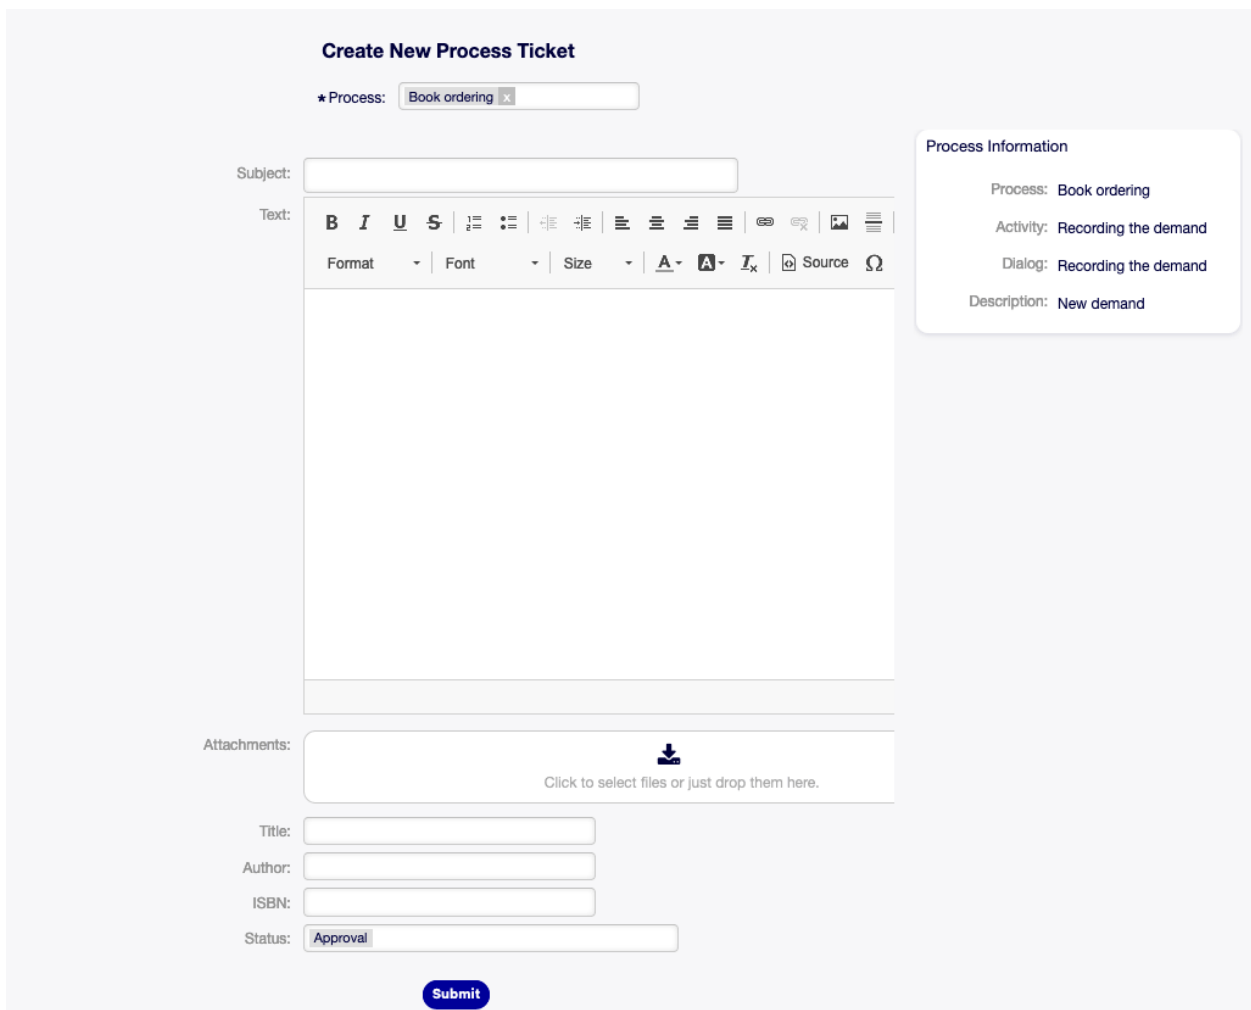 Create New Process Ticket
* Process: Book ordering x
Subject:
Text:
B I U S
Format Font Size A A Ix Source Ω
Attachments:
Click to select files or just drop them here.
Title:
Author:
ISBN:
Status: Approval
Submit
Process Information
Process: Book ordering
Activity: Recording the demand
Dialog: Recording the demand
Description: New demand